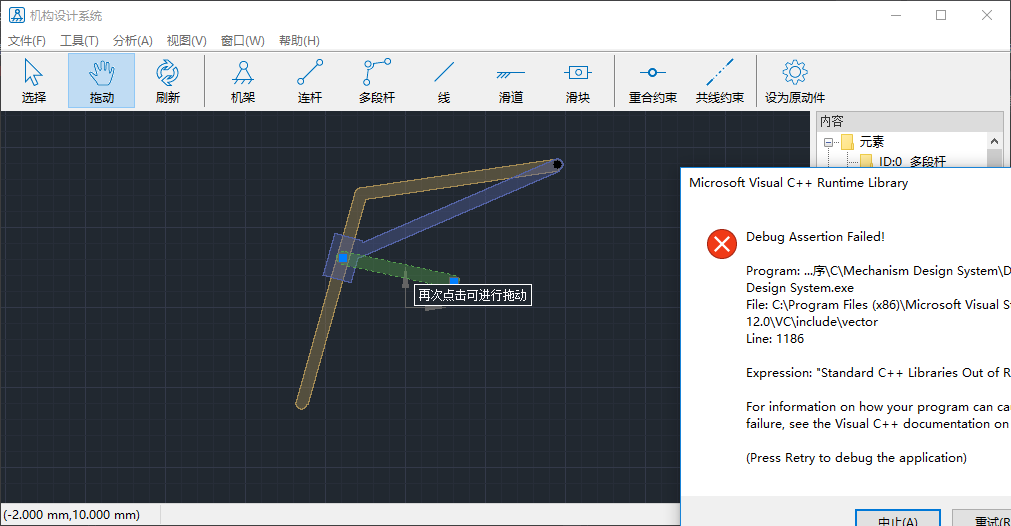 机构设计系统
文件(F) 工具(T) 分析(A) 视图(V) 窗口(W) 帮助(H)
选择 拖动 刷新 机架 连杆 多段杆 线 滑道 滑块 重合约束 共线约束 设为原动件
内容
元素
ID:0 多段杆
再次点击可进行拖动
Microsoft Visual C++ Runtime Library
Debug Assertion Failed!
Program: ...序\C\Mechanism Design System\D
Design System.exe
File: C:\Program Files (x86)\Microsoft Visual S
12.0\VC\include\vector
Line: 1186
Expression: "Standard C++ Libraries Out of R
For information on how your program can ca
failure, see the Visual C++ documentation on
(Press Retry to debug the application)
中止(A) 重试(R
(-2.000 mm,10.000 mm)